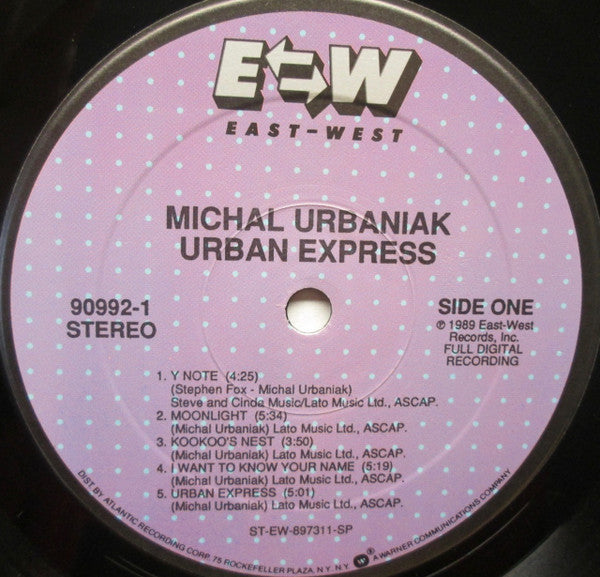 E W
EAST-WEST
MICHAL URBANIAK
URBAN EXPRESS
90992-1
STEREO
SIDE ONE
℗ 1989 East-West
Records, Inc.
FULL DIGITAL
RECORDING
1. Y NOTE (4:25)
(Stephen Fox - Michal Urbaniak)
Steve and Cinda Music/Lato Music Ltd., ASCAP.
2. MOONLIGHT (5:34)
(Michal Urbaniak) Lato Music Ltd., ASCAP.
3. KOOKOO'S NEST (3:50)
(Michal Urbaniak) Lato Music Ltd., ASCAP.
4. I WANT TO KNOW YOUR NAME (5:19)
(Michal Urbaniak) Lato Music Ltd., ASCAP.
5. URBAN EXPRESS (5:01)
(Michal Urbaniak) Lato Music Ltd., ASCAP.
ST-EW-897311-SP
DIST. BY ATLANTIC RECORDING CORP. 75 ROCKEFELLER PLAZA, N.Y. N.Y. ® A WARNER COMMUNICATIONS COMPANY